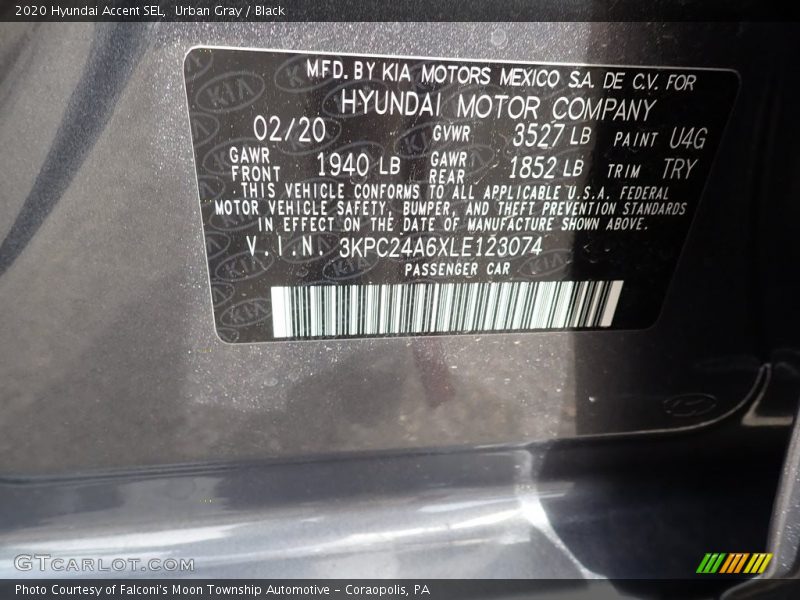 2020 Hyundai Accent SEL,  Urban Gray / Black
MFD. BY KIA MOTORS MEXICO S.A. DE C.V. FOR
HYUNDAI MOTOR COMPANY
02/20 GVWR 3527 LB PAINT U4G
GAWR FRONT 1940 LB GAWR REAR 1852 LB TRIM TRY
THIS VEHICLE CONFORMS TO ALL APPLICABLE U.S.A. FEDERAL
MOTOR VEHICLE SAFETY, BUMPER, AND THEFT PREVENTION STANDARDS
IN EFFECT ON THE DATE OF MANUFACTURE SHOWN ABOVE.
V.I.N. 3KPC24A6XLE123074
PASSENGER CAR
GTcarlot.com
Photo Courtesy of Falconi's Moon Township Automotive – Coraopolis, PA